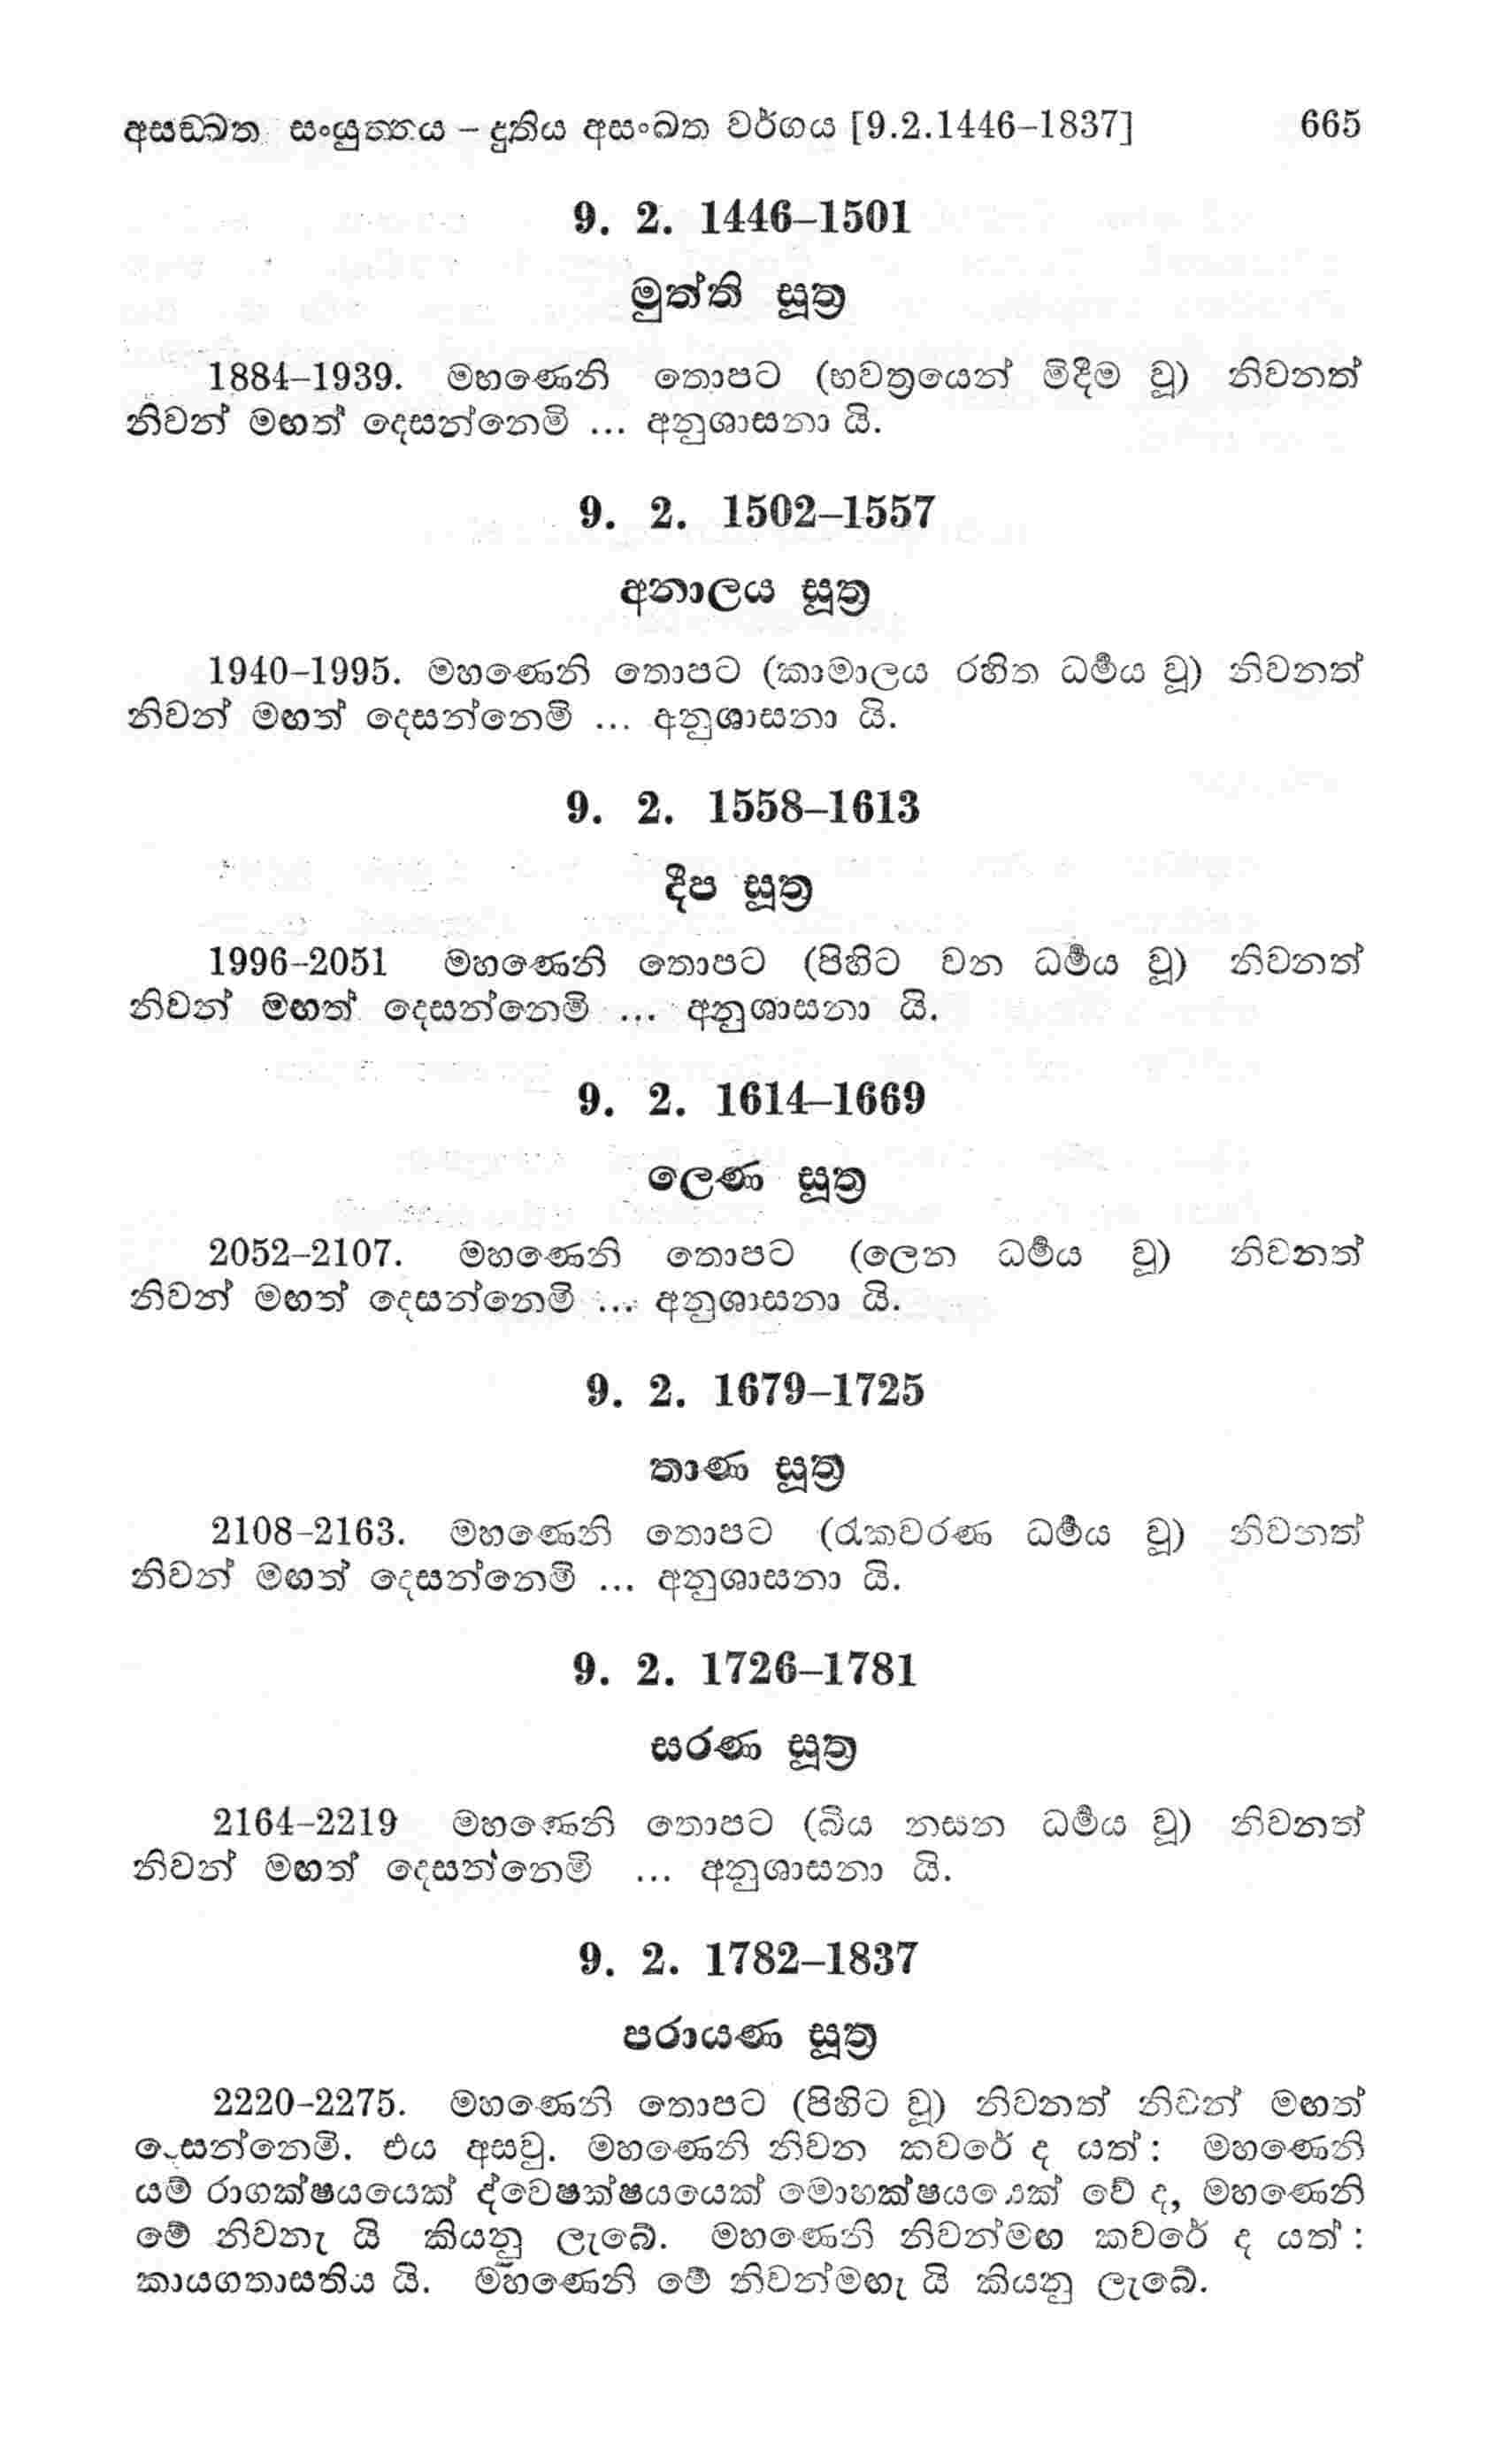 අසඞ්ඛත සංයුත්තය – දුතිය අසංඛත වර්ගය [9.2.1446–1837] 665
9. 2. 1446–1501
මුත්ති සූත්‍ර
1884–1939. මහණෙනි තොපට (භවත්‍රයෙන් මිදීම වූ) නිවනත්
නිවන් මඟත් දෙසන්නෙමි ... අනුශාසනා යි.
9. 2. 1502–1557
අනාලය සූත්‍ර
1940–1995. මහණෙනි තොපට (කාමාලය රහිත ධර්‍මය වූ) නිවනත්
නිවන් මඟත් දෙසන්නෙමි ... අනුශාසනා යි.
9. 2. 1558–1613
දීප සූත්‍ර
1996–2051 මහණෙනි තොපට (පිහිට වන ධර්‍මය වූ) නිවනත්
නිවන් මඟත් දෙසන්නෙමි ... අනුශාසනා යි.
9. 2. 1614–1669
ලෙණ සූත්‍ර
2052–2107. මහණෙනි තොපට (ලෙන ධර්‍මය වූ) නිවනත්
නිවන් මඟත් දෙසන්නෙමි ... අනුශාසනා යි.
9. 2. 1679–1725
තාණ සූත්‍ර
2108–2163. මහණෙනි තොපට (රැකවරණ ධර්‍මය වූ) නිවනත්
නිවන් මඟත් දෙසන්නෙමි ... අනුශාසනා යි.
9. 2. 1726–1781
සරණ සූත්‍ර
2164–2219 මහණෙනි තොපට (බිය නසන ධර්‍මය වූ) නිවනත්
නිවන් මඟත් දෙසන්නෙමි ... අනුශාසනා යි.
9. 2. 1782–1837
පරායණ සූත්‍ර
2220–2275. මහණෙනි තොපට (පිහිට වූ) නිවනත් නිවන් මඟත්
දෙසන්නෙමි. එය අසවු. මහණෙනි නිවන කවරේ ද යත් : මහණෙනි
යම් රාගක්ෂයයෙක් ද්වෙෂක්ෂයයෙක් මොහක්ෂයයෙක් වේ ද, මහණෙනි
මේ නිවනැ යි කියනු ලැබේ. මහණෙනි නිවන්මඟ කවරේ ද යත් :
කායගතාසතිය යි. මහණෙනි මේ නිවන්මඟැ යි කියනු ලැබේ.